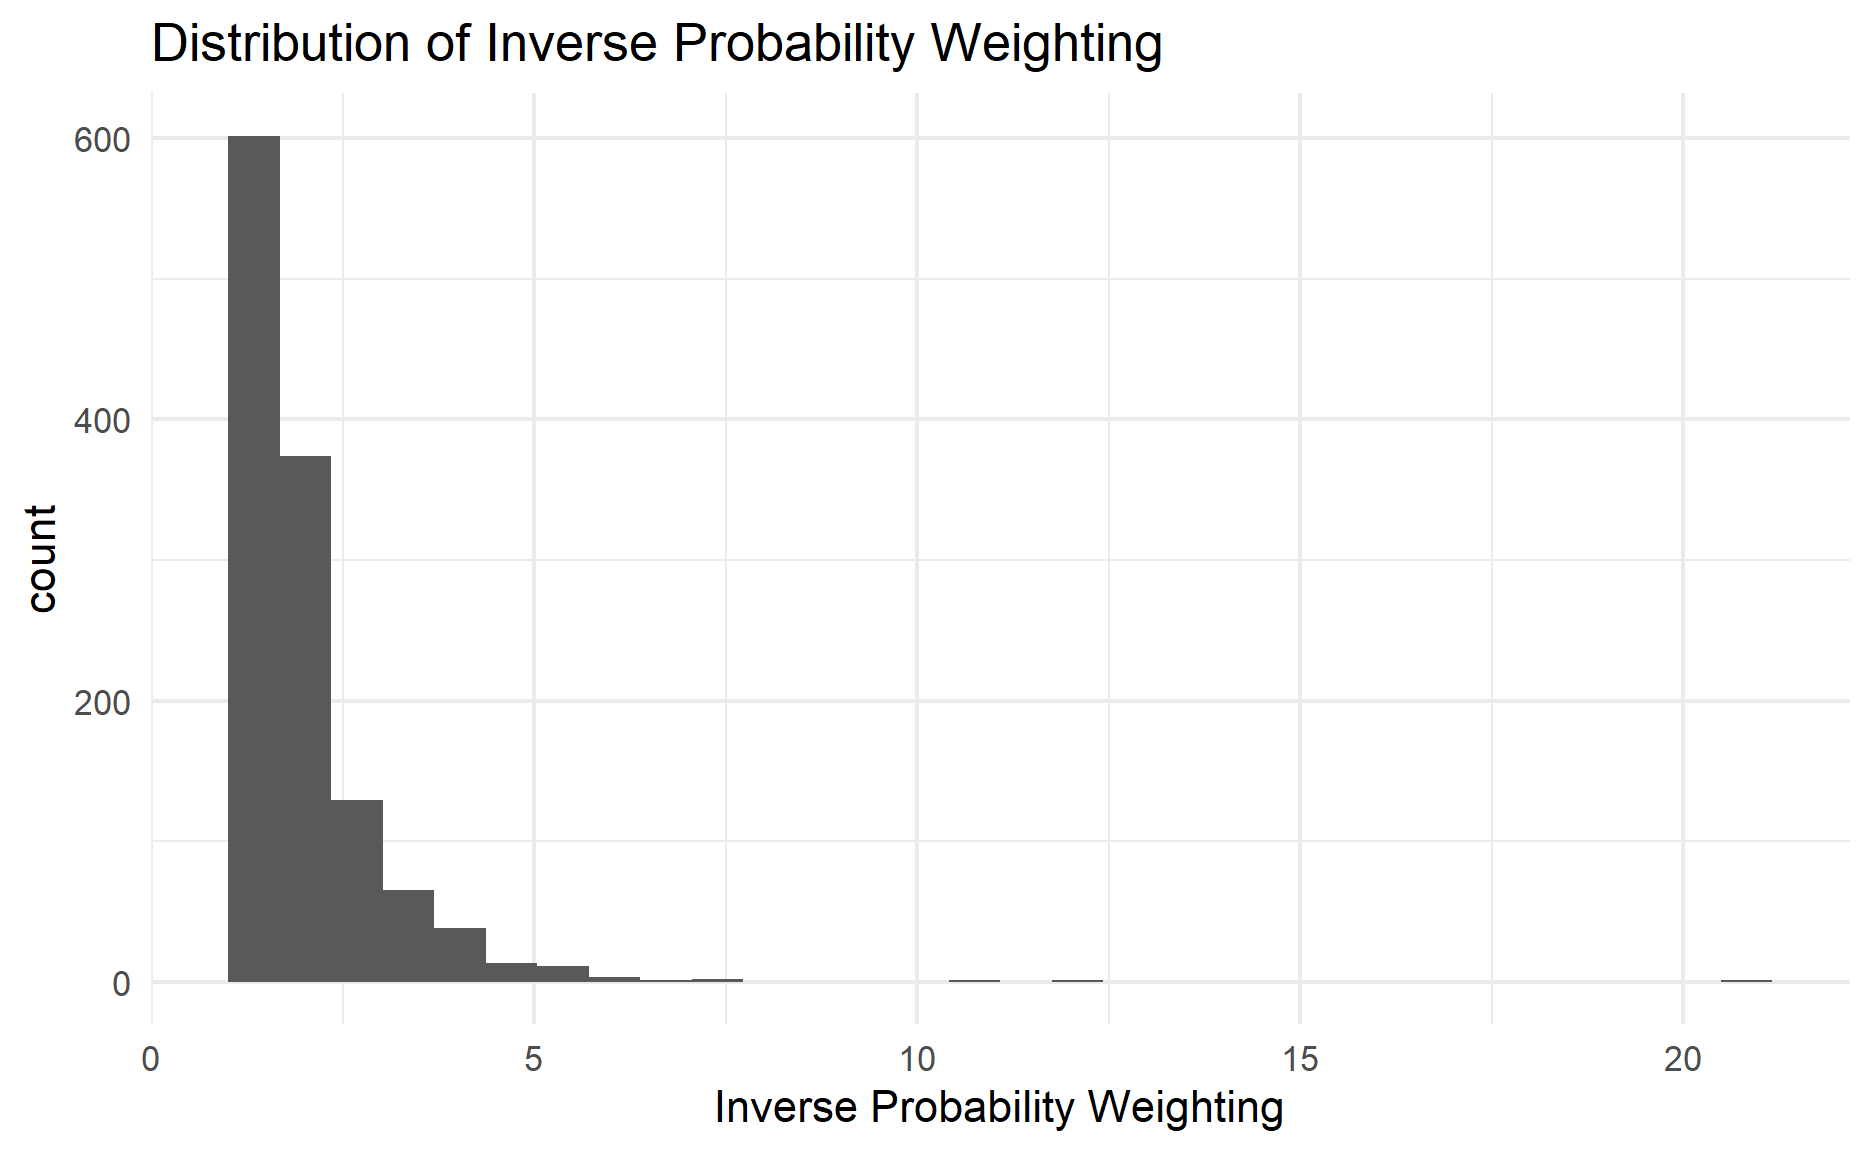 Distribution of Inverse Probability Weighting
600
400
200
0
count
0 5 10 15 20
Inverse Probability Weighting